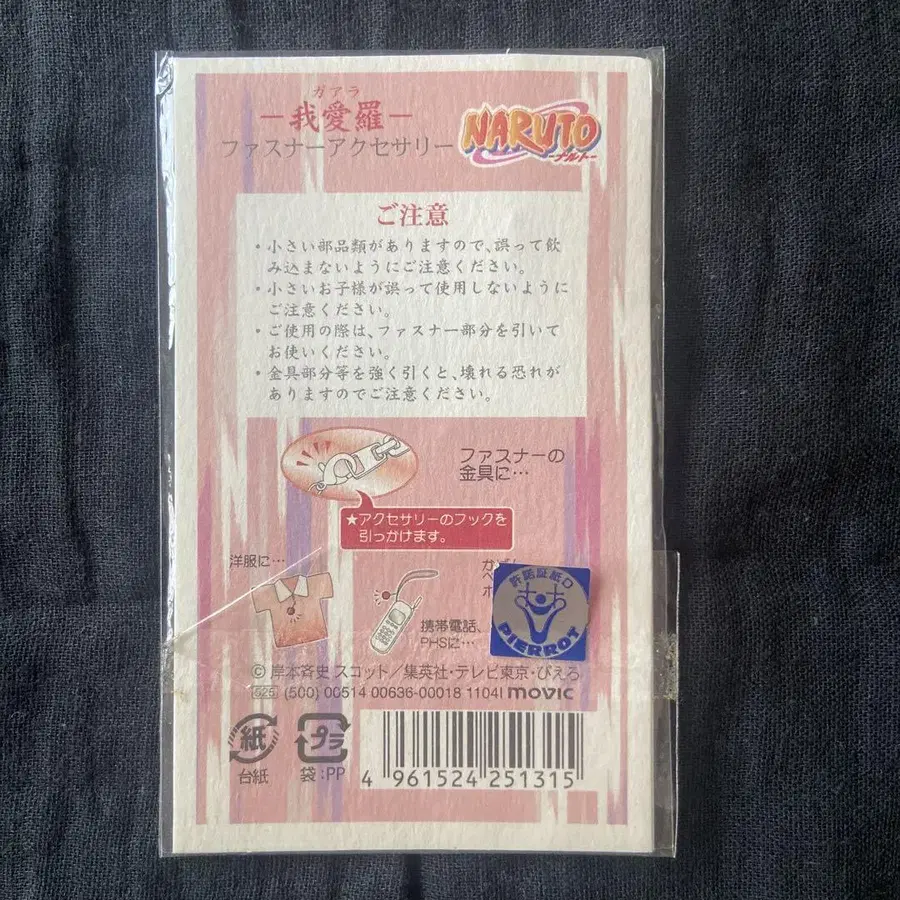 ガアラ
－我愛羅－
ファスナーアクセサリー
NARUTO
－ナルト－
ご注意
・小さい部品類がありますので、誤って飲
み込まないようにご注意ください。
・小さいお子様が誤って使用しないように
ご注意ください。
・ご使用の際は、ファスナー部分を引いて
お使いください。
・金具部分等を強く引くと、壊れる恐れが
ありますのでご注意ください。
ファスナーの
金具に…
★アクセサリーのフックを
引っかけます。
洋服に…
携帯電話、
PHSに…
許諾証紙
PIERROT
© 岸本斉史 スコット／集英社・テレビ東京・ぴえろ
525 (500) 00514 00636-00018 1104I movic
紙
台紙
プラ
袋:PP
4 961524 251315